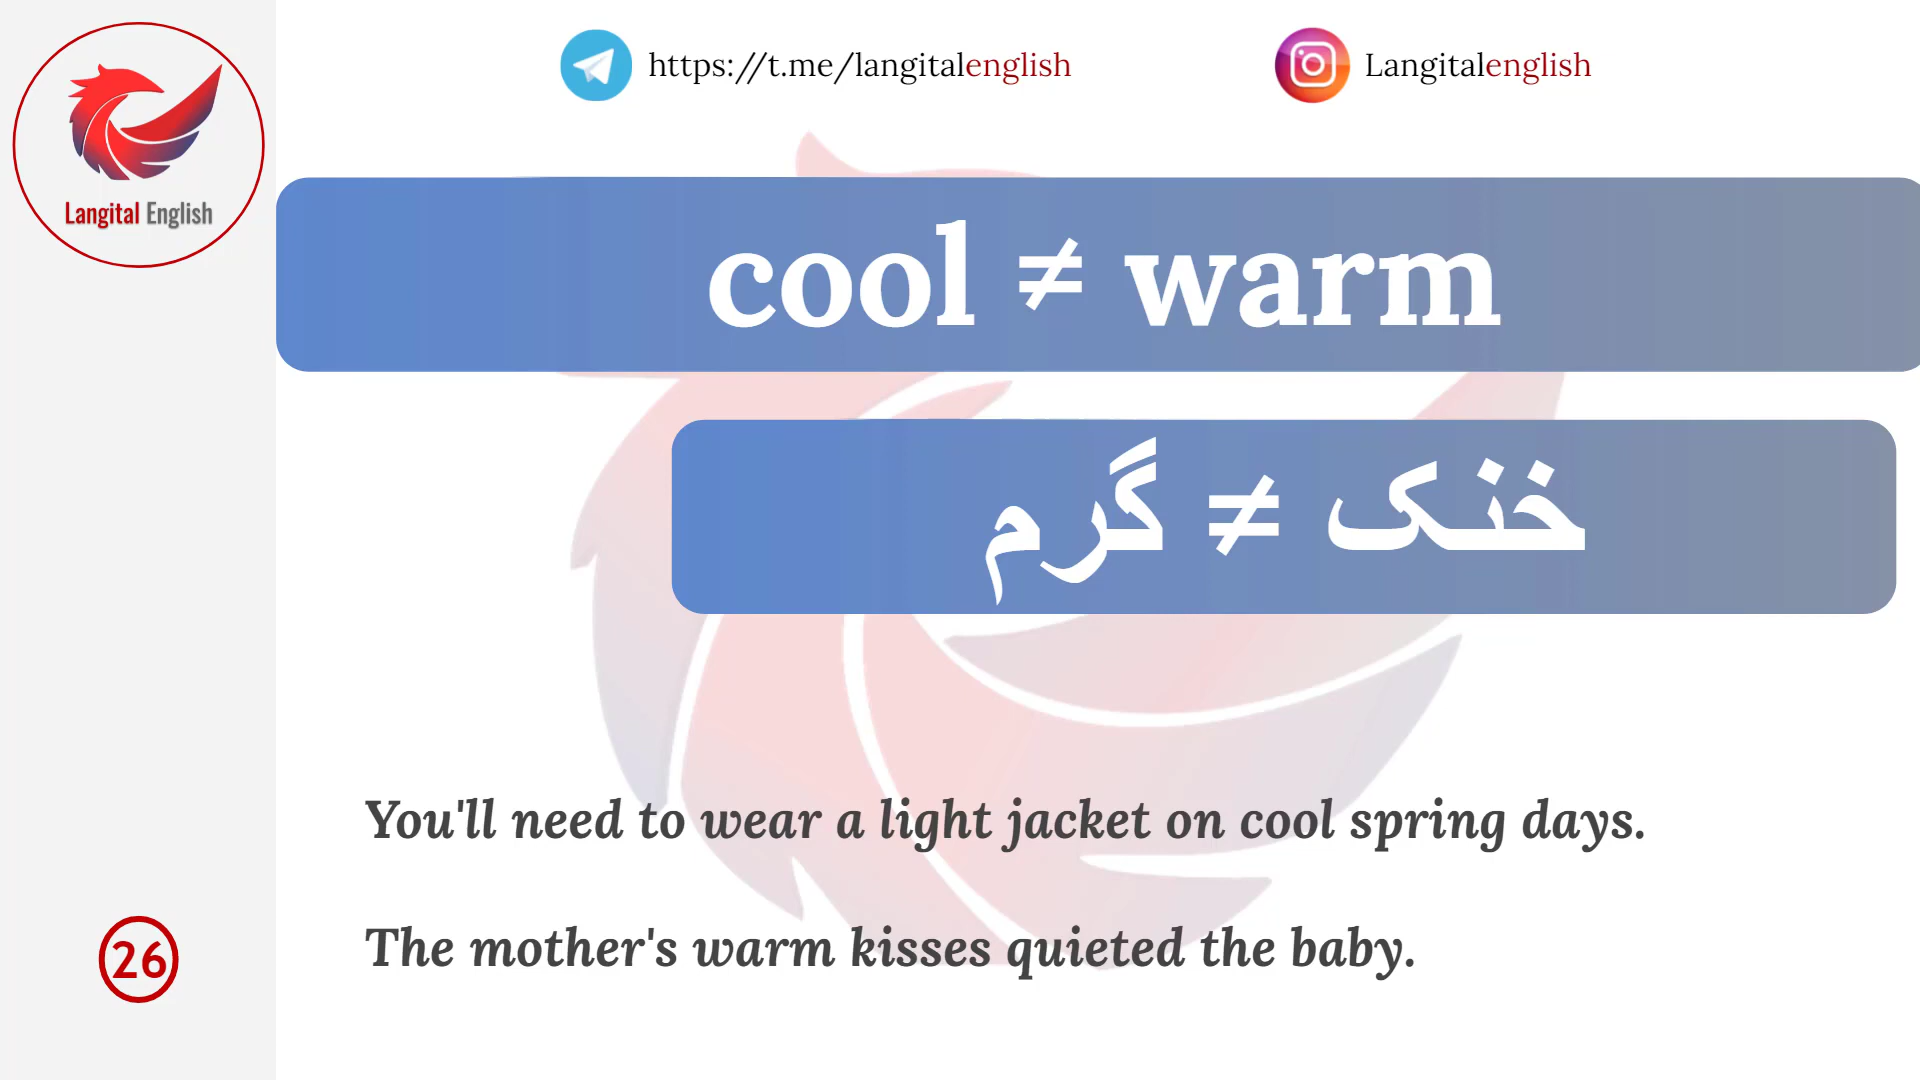 Langital English
https://t.me/langitalenglish
Langitalenglish
cool ≠ warm
خنک ≠ گرم
You'll need to wear a light jacket on cool spring days.
The mother's warm kisses quieted the baby.
26